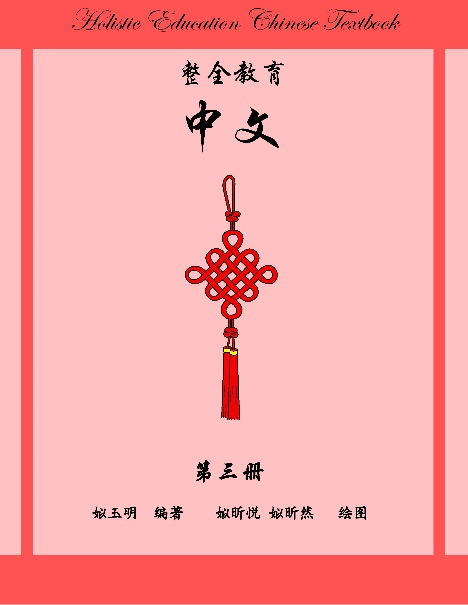 Holistic Education Chinese Textbook
整全教育
中文
第三册
姒玉明 编著 姒昕悦 姒昕然 绘图